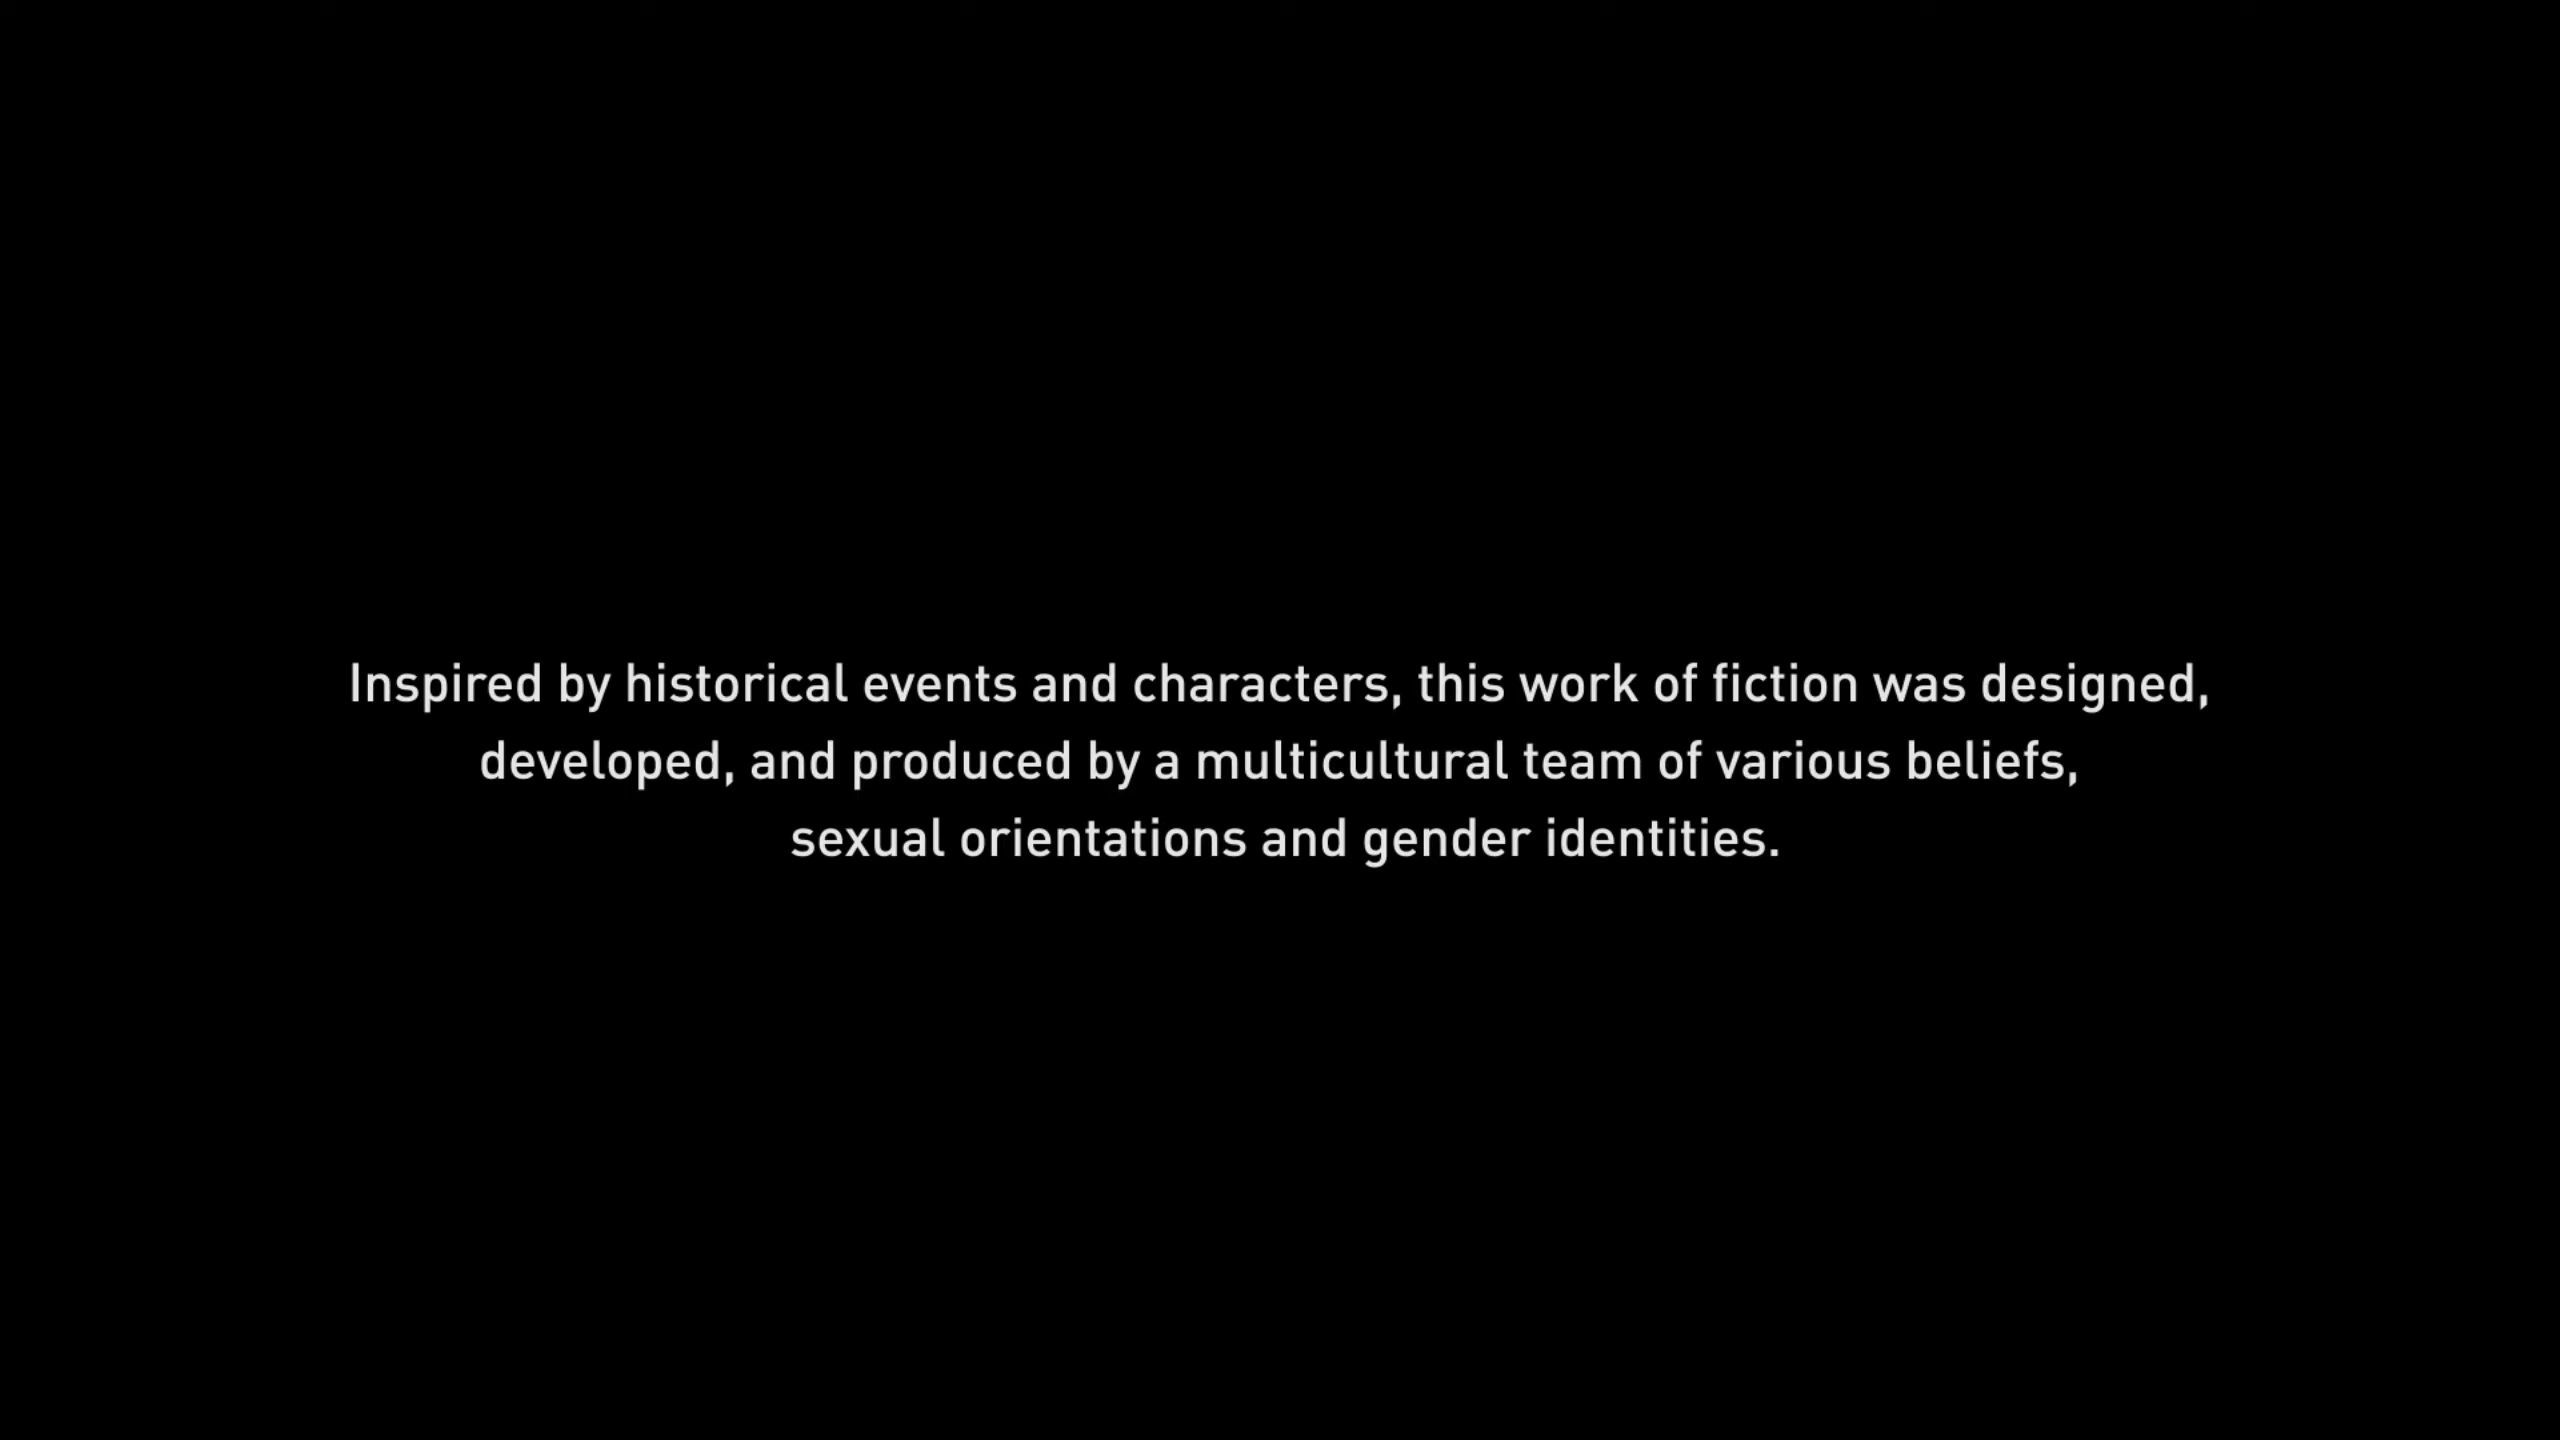 Inspired by historical events and characters, this work of fiction was designed,
developed, and produced by a multicultural team of various beliefs,
sexual orientations and gender identities.